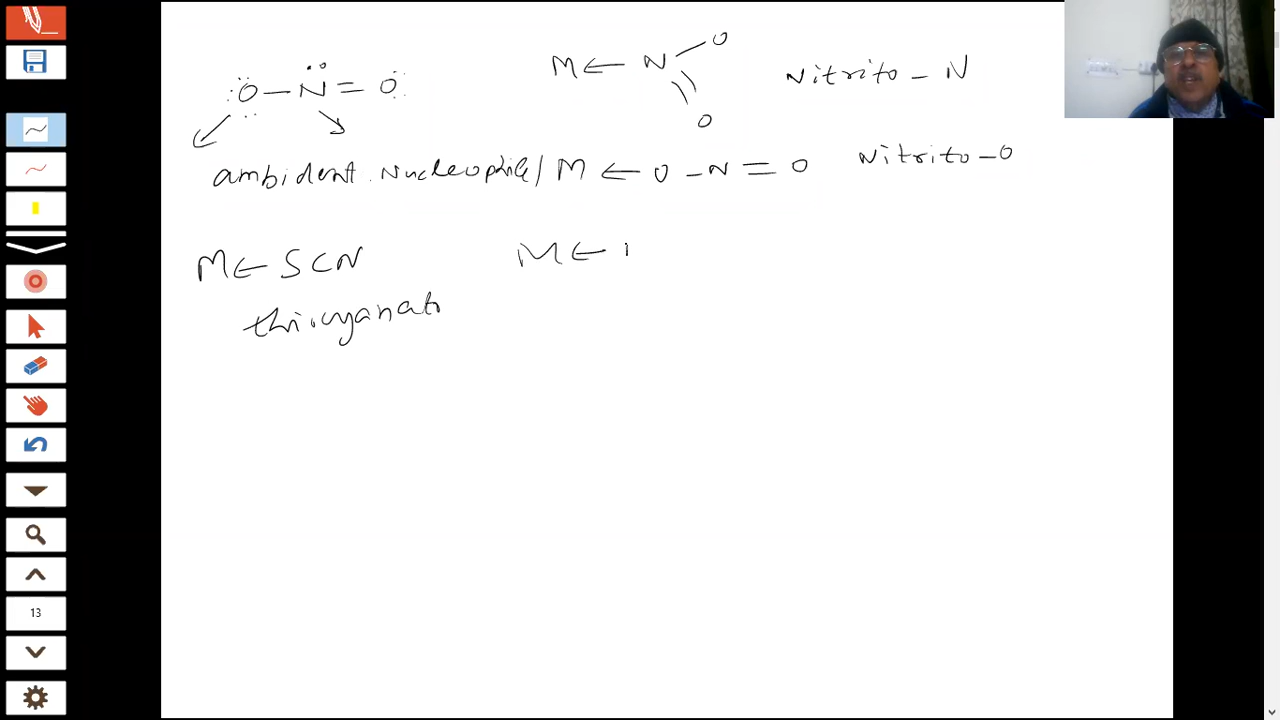 O — N = O M ← N O O Nitrito - N
ambident Nucleophile/ M ← O - N = O Nitrito - O
M ← SCN M ←
thiocyanato
13